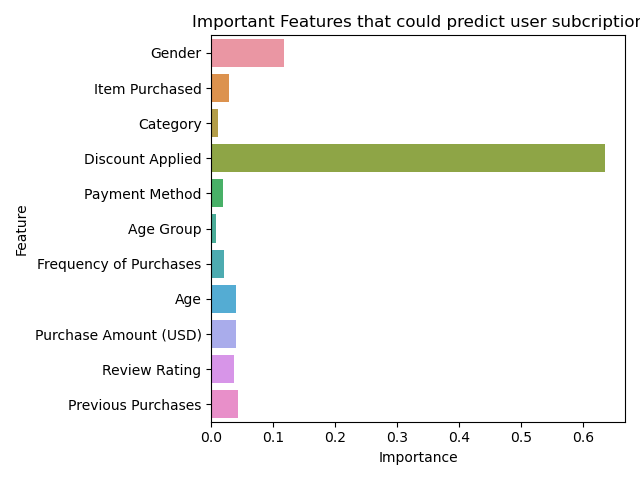 Important Features that could predict user subcription
Gender
Item Purchased
Category
Discount Applied
Payment Method
Age Group
Frequency of Purchases
Age
Purchase Amount (USD)
Review Rating
Previous Purchases
Feature
0.0 0.1 0.2 0.3 0.4 0.5 0.6
Importance